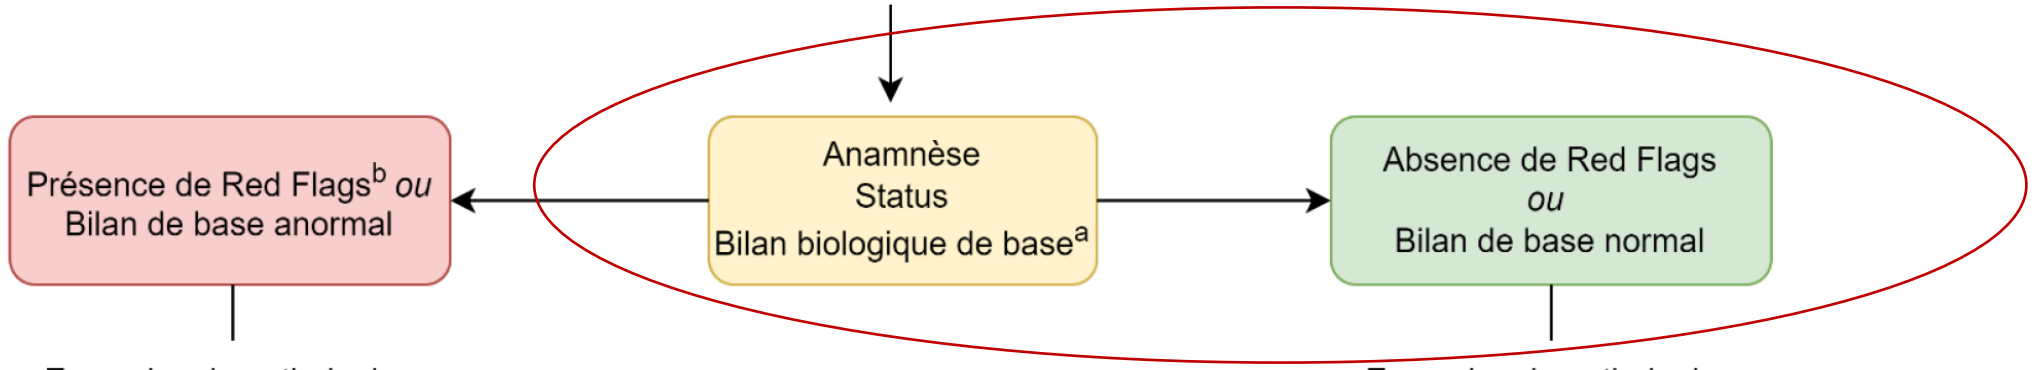 Présence de Red Flagsb ou
Bilan de base anormal
Anamnèse
Status
Bilan biologique de basea
Absence de Red Flags
ou
Bilan de base normal